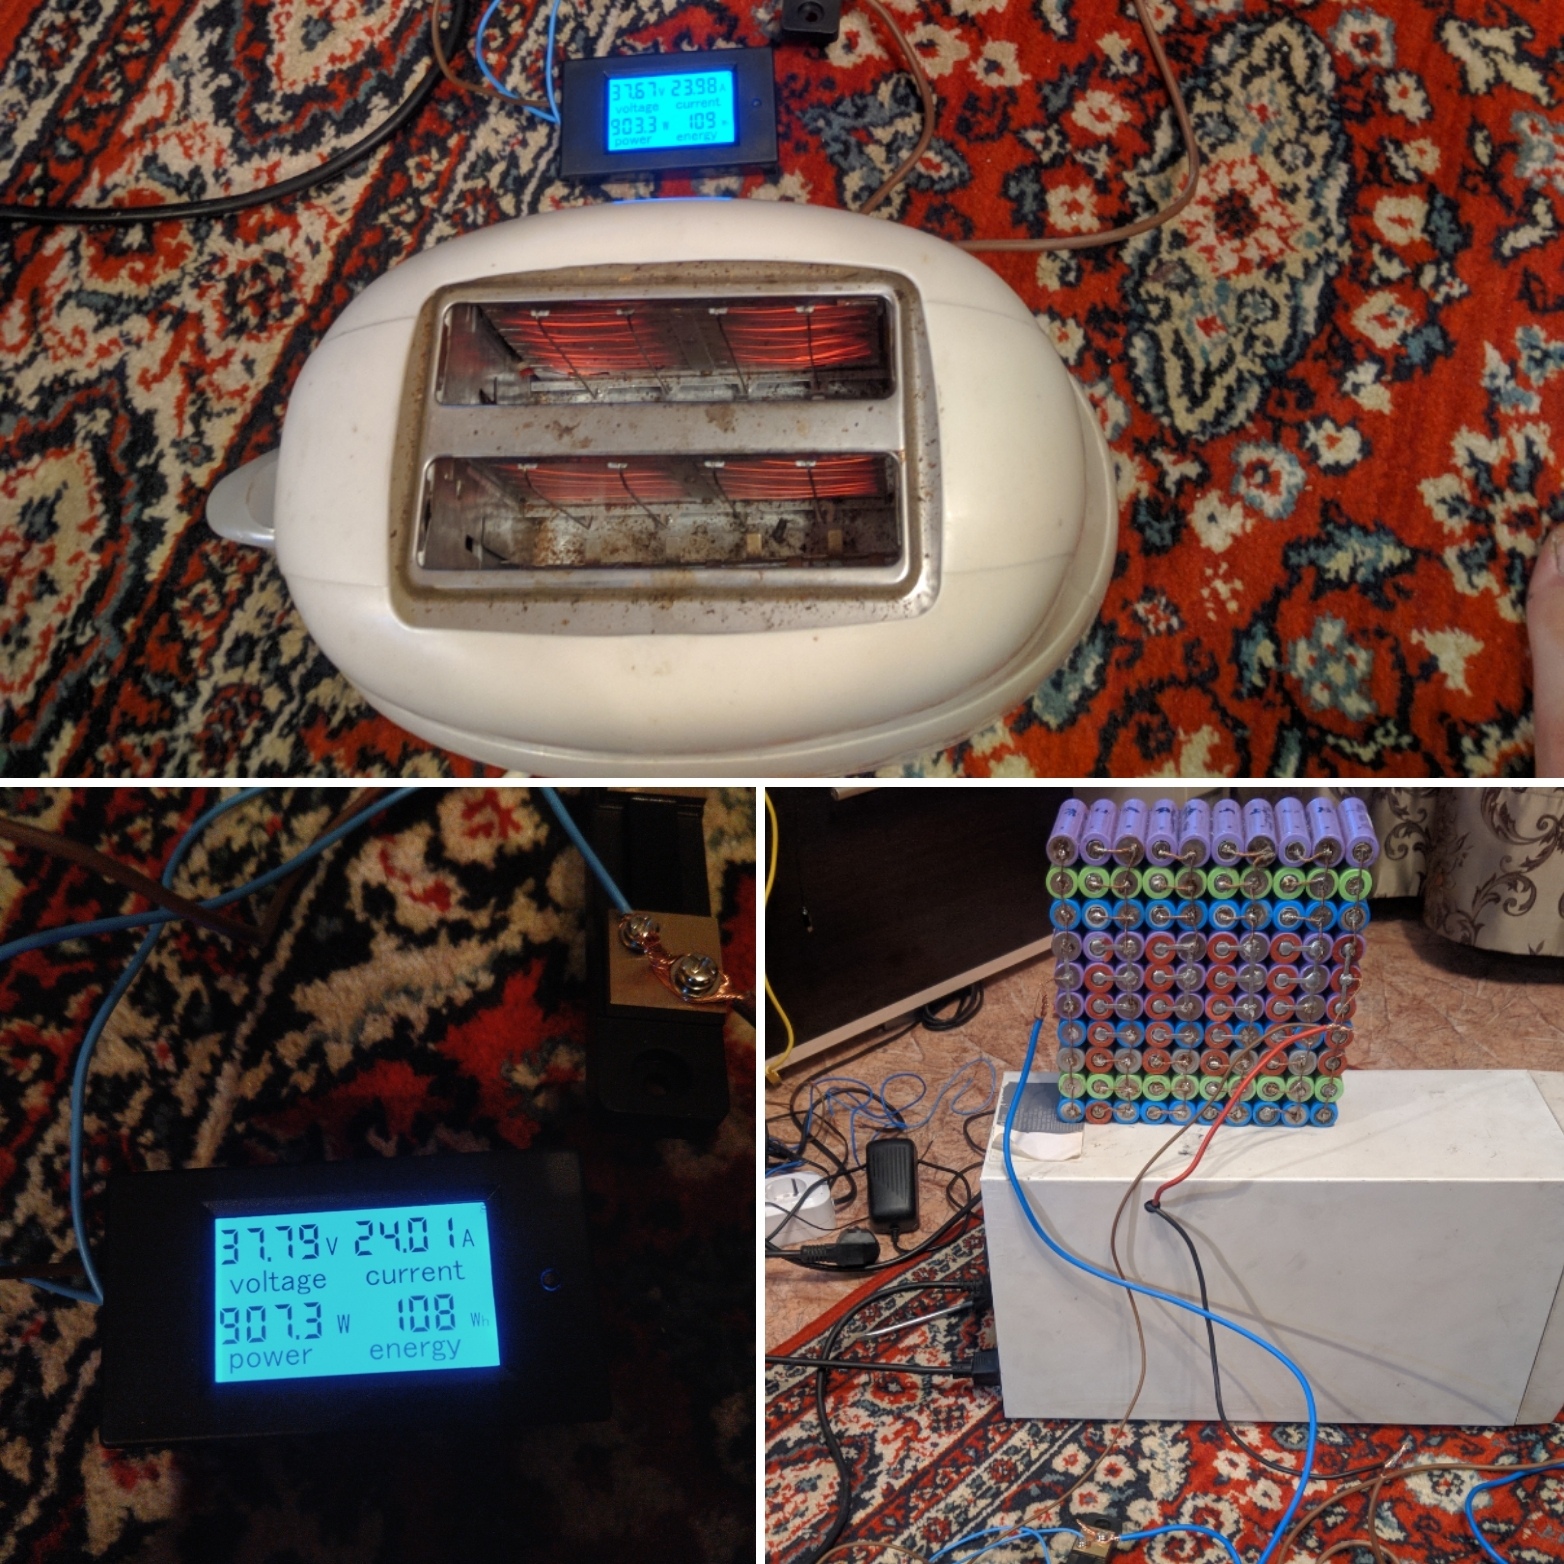 37.67 V 23.98 A
voltage current
903.3 W 109
power energy
37.79 V 24.01 A
voltage current
907.3 W 108 Wh
power energy